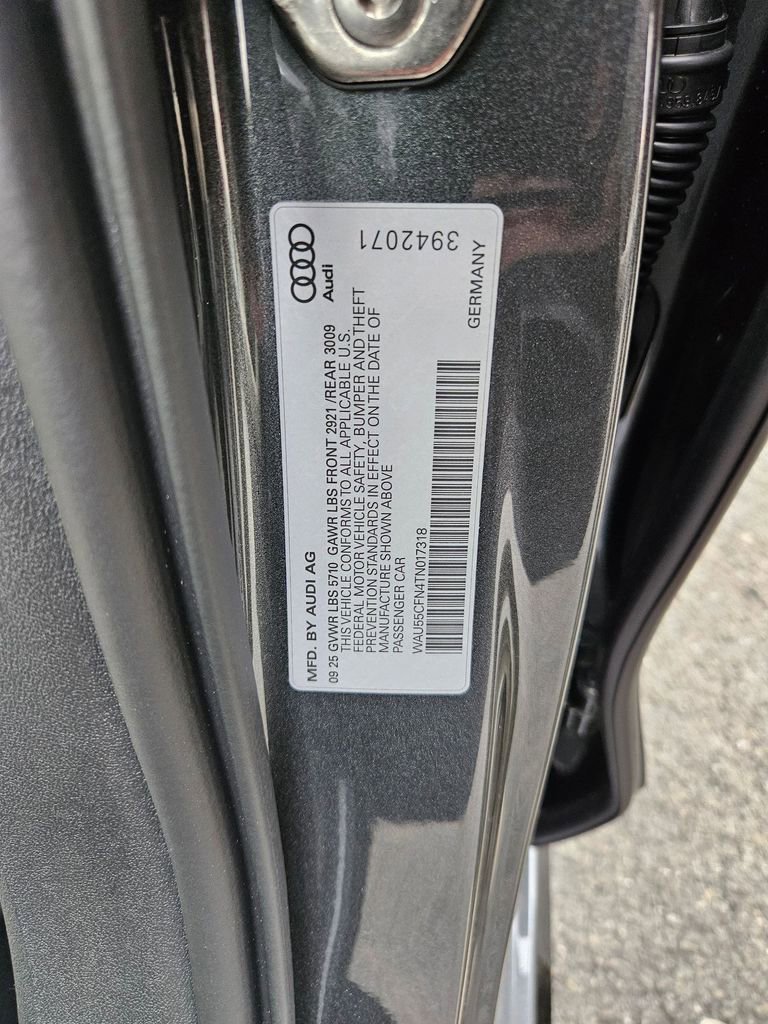 MFD. BY AUDI AG
09 25 GVWR LBS 5710 GAWR LBS FRONT 2921 /REAR 3009
THIS VEHICLE CONFORMS TO ALL APPLICABLE U.S.
FEDERAL MOTOR VEHICLE SAFETY, BUMPER AND THEFT
PREVENTION STANDARDS IN EFFECT ON THE DATE OF
MANUFACTURE SHOWN ABOVE
PASSENGER CAR
WAU55CFN4TN017318
Audi
3942071
GERMANY